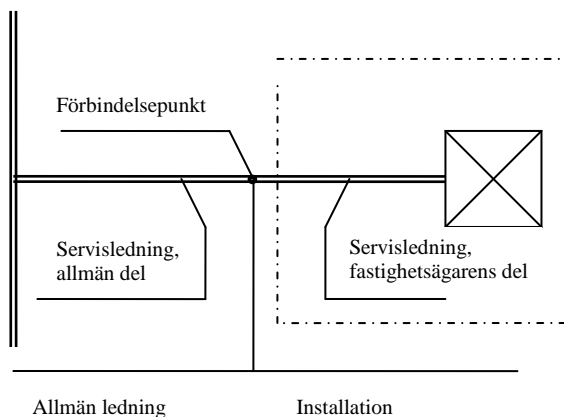 Förbindelsepunkt
Servisledning,
allmän del
Servisledning,
fastighetsägarens del
Allmän ledning
Installation